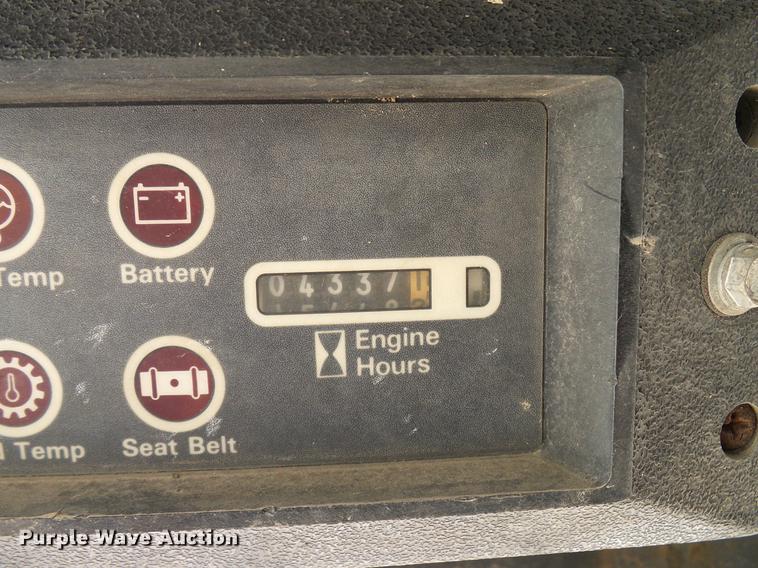 Temp
Battery
04337
Engine
Hours
Temp
Seat Belt
Purple Wave Auction